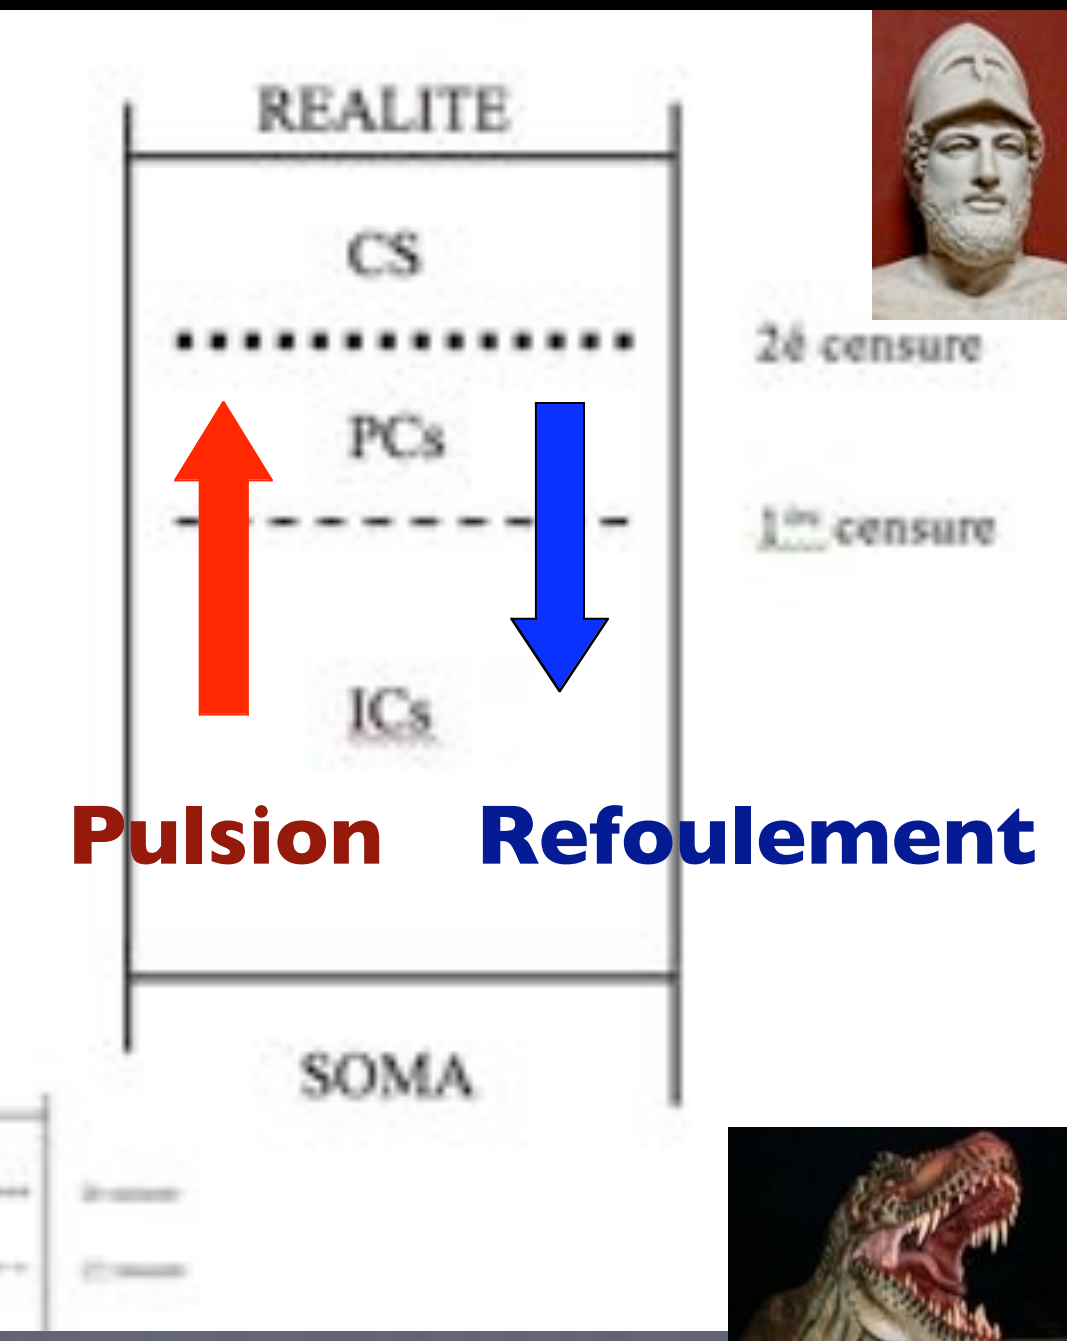 REALITE
CS
2è censure
PCs
1ère censure
ICs
Pulsion Refoulement
SOMA